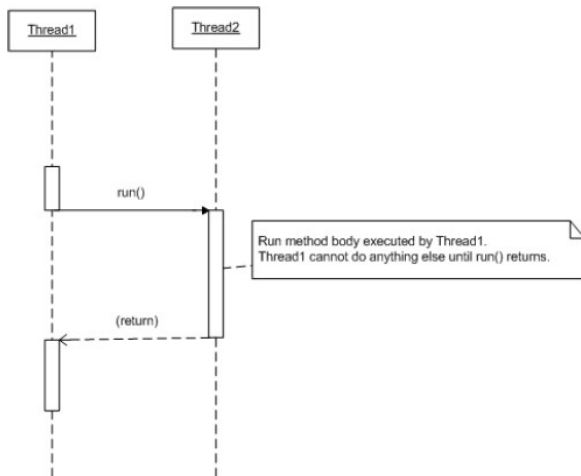 Thread1
Thread2
run()
Run method body executed by Thread1.
Thread1 cannot do anything else until run() returns.
(return)